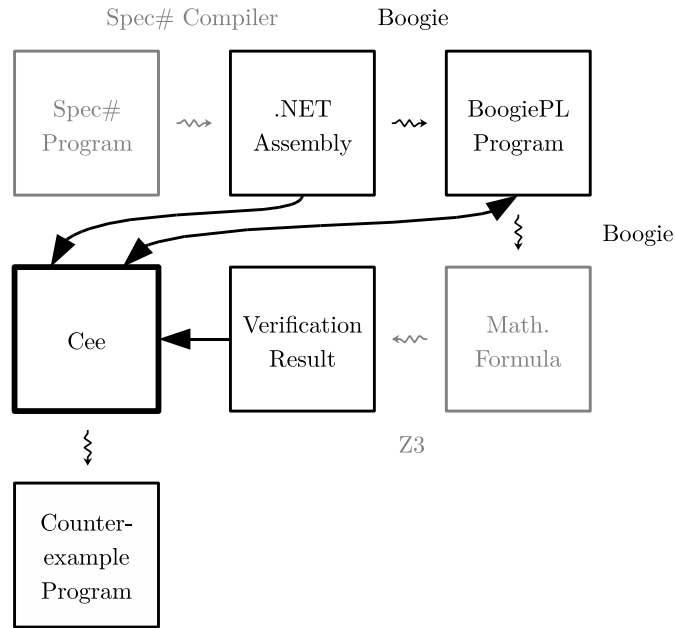 Spec# Compiler
Boogie
Spec#
Program
.NET
Assembly
BoogiePL
Program
Boogie
Cee
Verification
Result
Math.
Formula
Z3
Counter-
example
Program